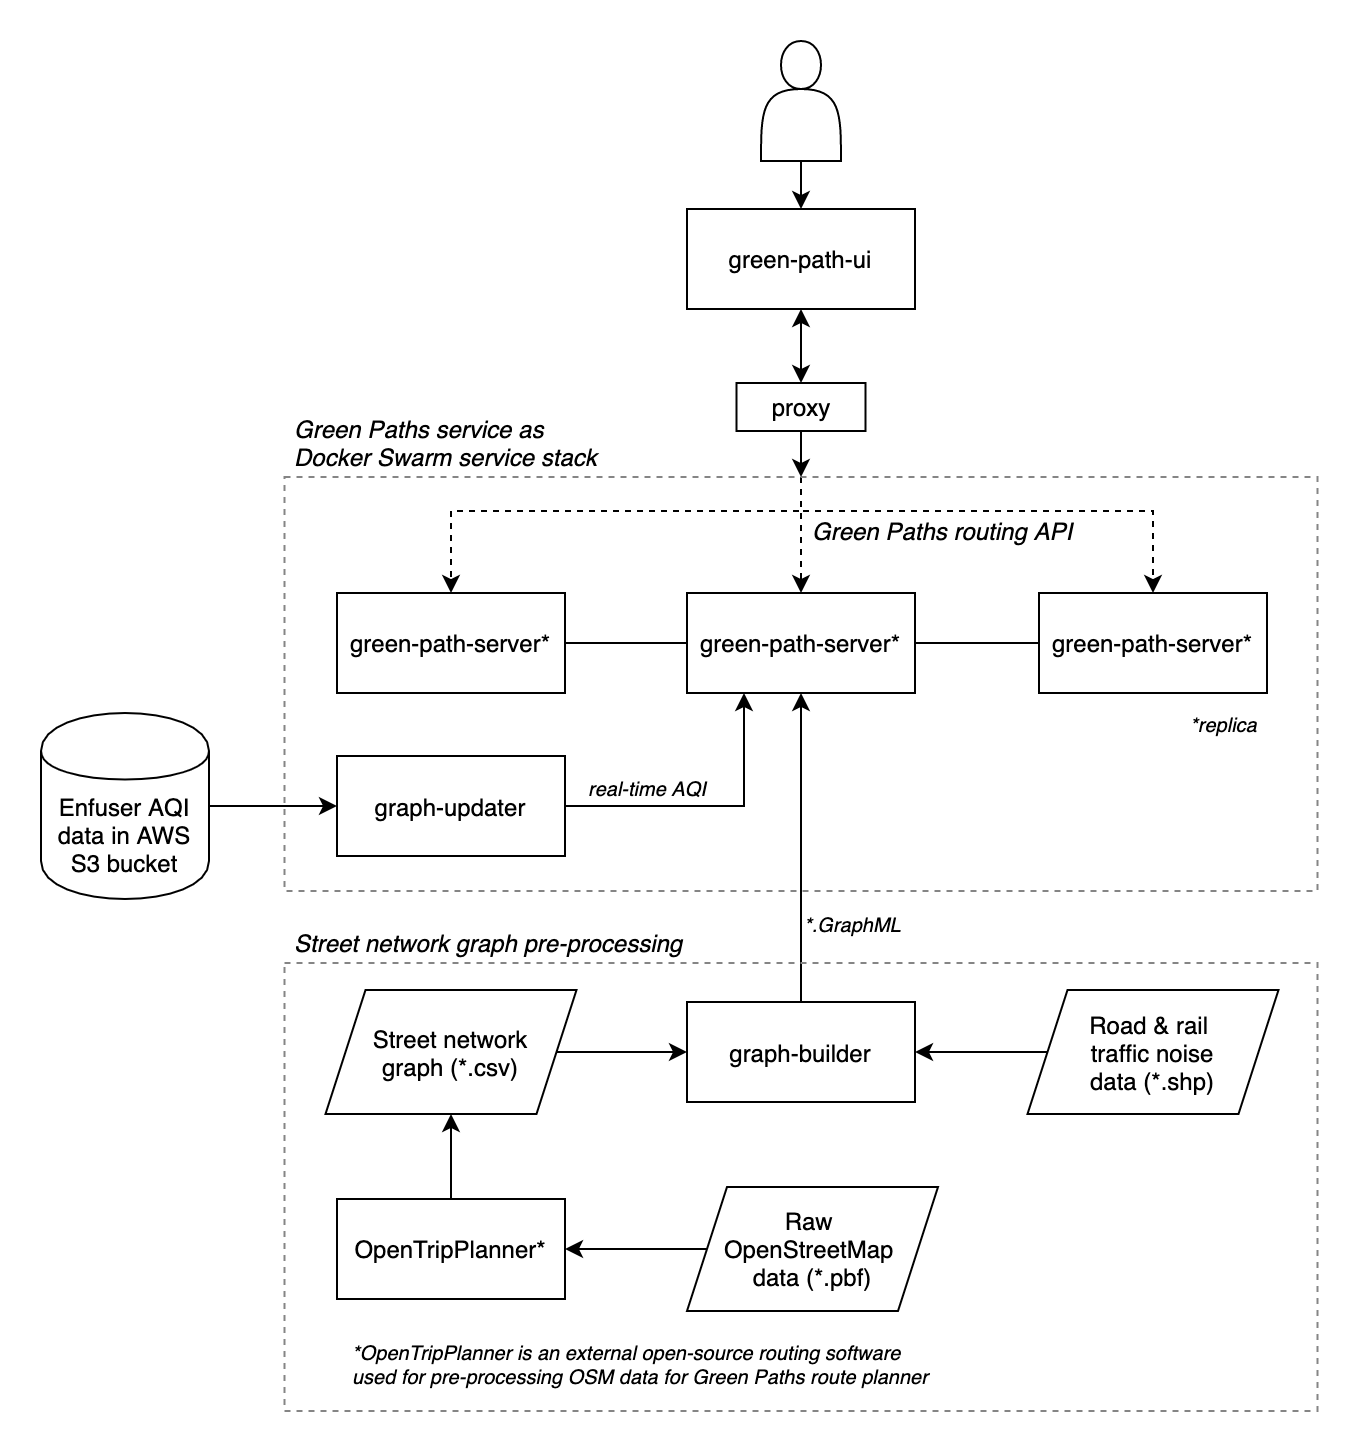 green-path-ui
proxy
Green Paths service as
Docker Swarm service stack
Green Paths routing API
green-path-server*
green-path-server*
green-path-server*
*replica
Enfuser AQI
data in AWS
S3 bucket
graph-updater
real-time AQI
*.GraphML
Street network graph pre-processing
Street network
graph (*.csv)
graph-builder
Road & rail
traffic noise
data (*.shp)
OpenTripPlanner*
Raw
OpenStreetMap
data (*.pbf)
*OpenTripPlanner is an external open-source routing software
used for pre-processing OSM data for Green Paths route planner